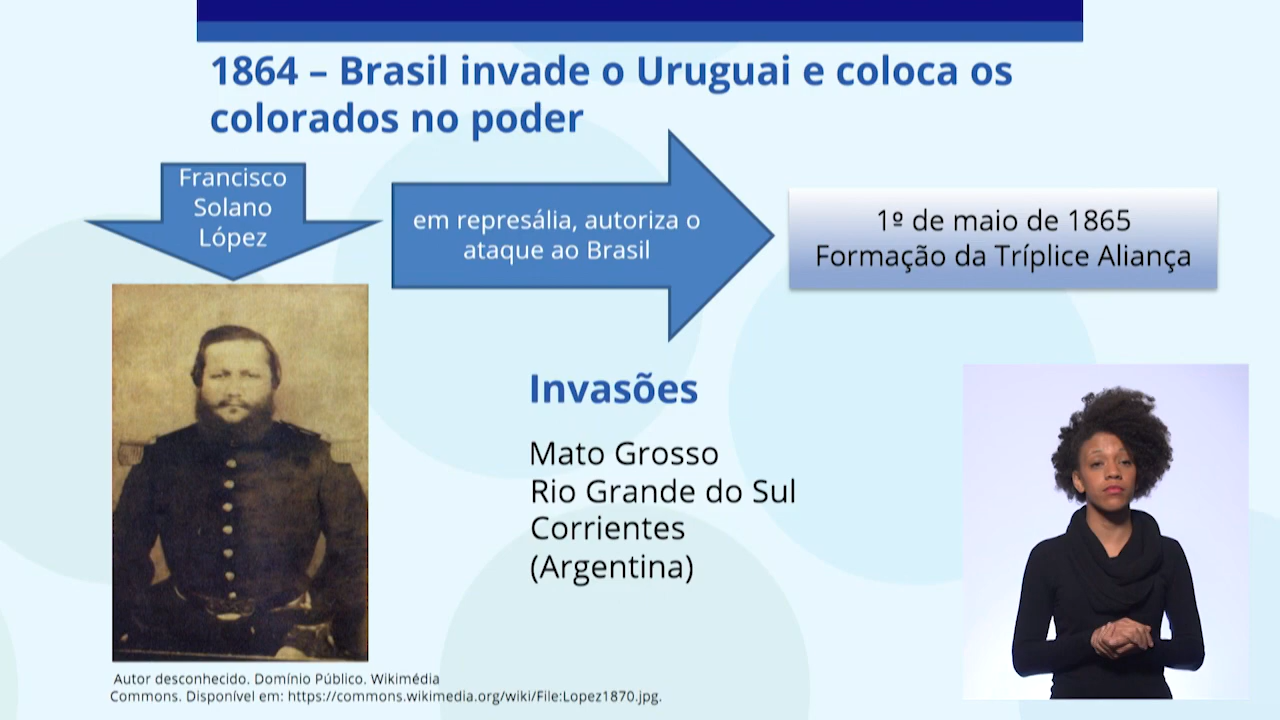 1864 – Brasil invade o Uruguai e coloca os
colorados no poder
Francisco
Solano
López
em represália, autoriza o
ataque ao Brasil
1º de maio de 1865
Formação da Tríplice Aliança
Invasões
Mato Grosso
Rio Grande do Sul
Corrientes
(Argentina)
Autor desconhecido. Domínio Público. Wikimédia
Commons. Disponível em: https://commons.wikimedia.org/wiki/File:Lopez1870.jpg.